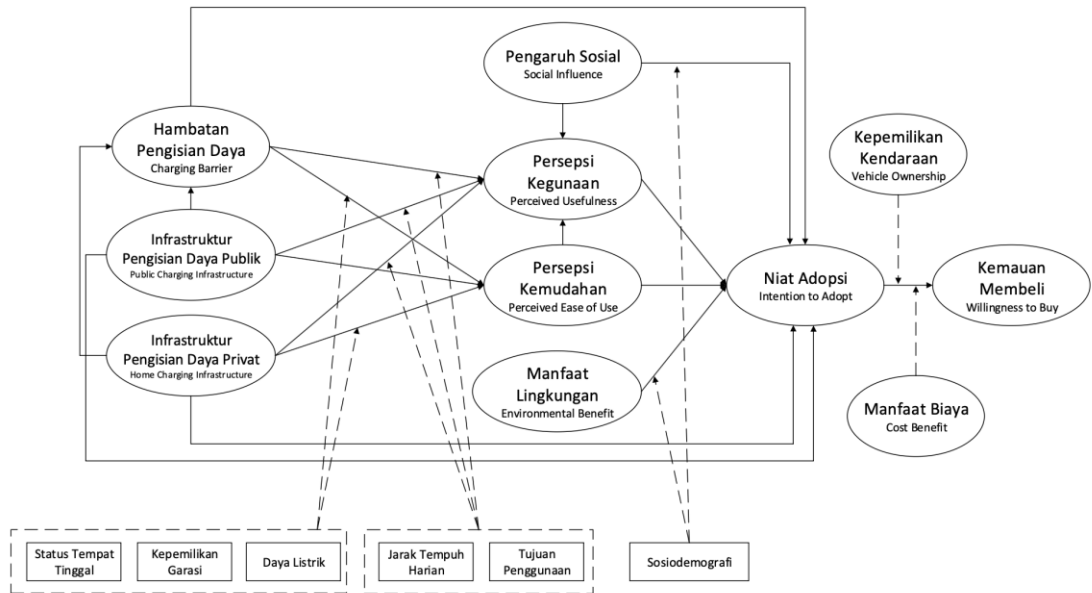 Pengaruh Sosial
Social Influence
Hambatan
Pengisian Daya
Charging Barrier
Persepsi
Kegunaan
Perceived Usefulness
Kepemilikan
Kendaraan
Vehicle Ownership
Infrastruktur
Pengisian Daya Publik
Public Charging Infrastructure
Persepsi
Kemudahan
Perceived Ease of Use
Niat Adopsi
Intention to Adopt
Kemauan
Membeli
Willingness to Buy
Infrastruktur
Pengisian Daya Privat
Home Charging Infrastructure
Manfaat
Lingkungan
Environmental Benefit
Manfaat Biaya
Cost Benefit
Status Tempat
Tinggal
Kepemilikan
Garasi
Daya Listrik
Jarak Tempuh
Harian
Tujuan
Penggunaan
Sosiodemografi